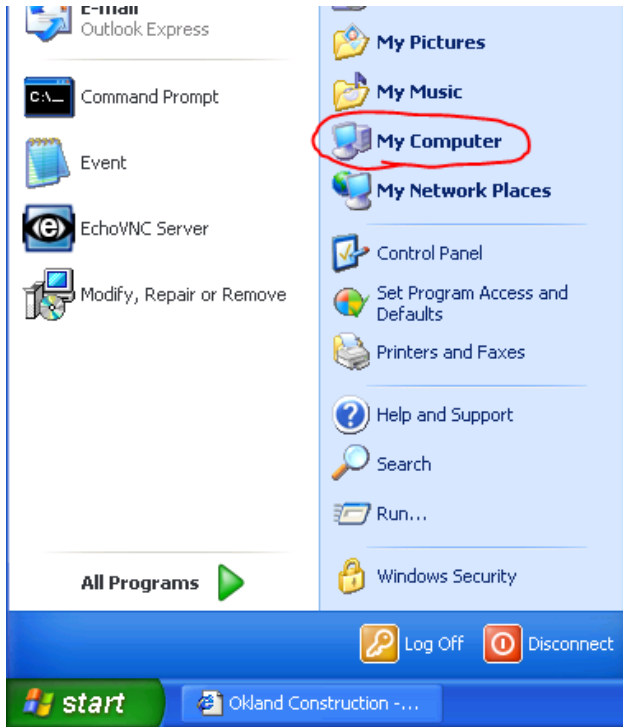 E-mail
Outlook Express
Command Prompt
Event
EchoVNC Server
Modify, Repair or Remove
All Programs
My Pictures
My Music
My Computer
My Network Places
Control Panel
Set Program Access and
Defaults
Printers and Faxes
Help and Support
Search
Run...
Windows Security
Log Off
Disconnect
start
Okland Construction -...